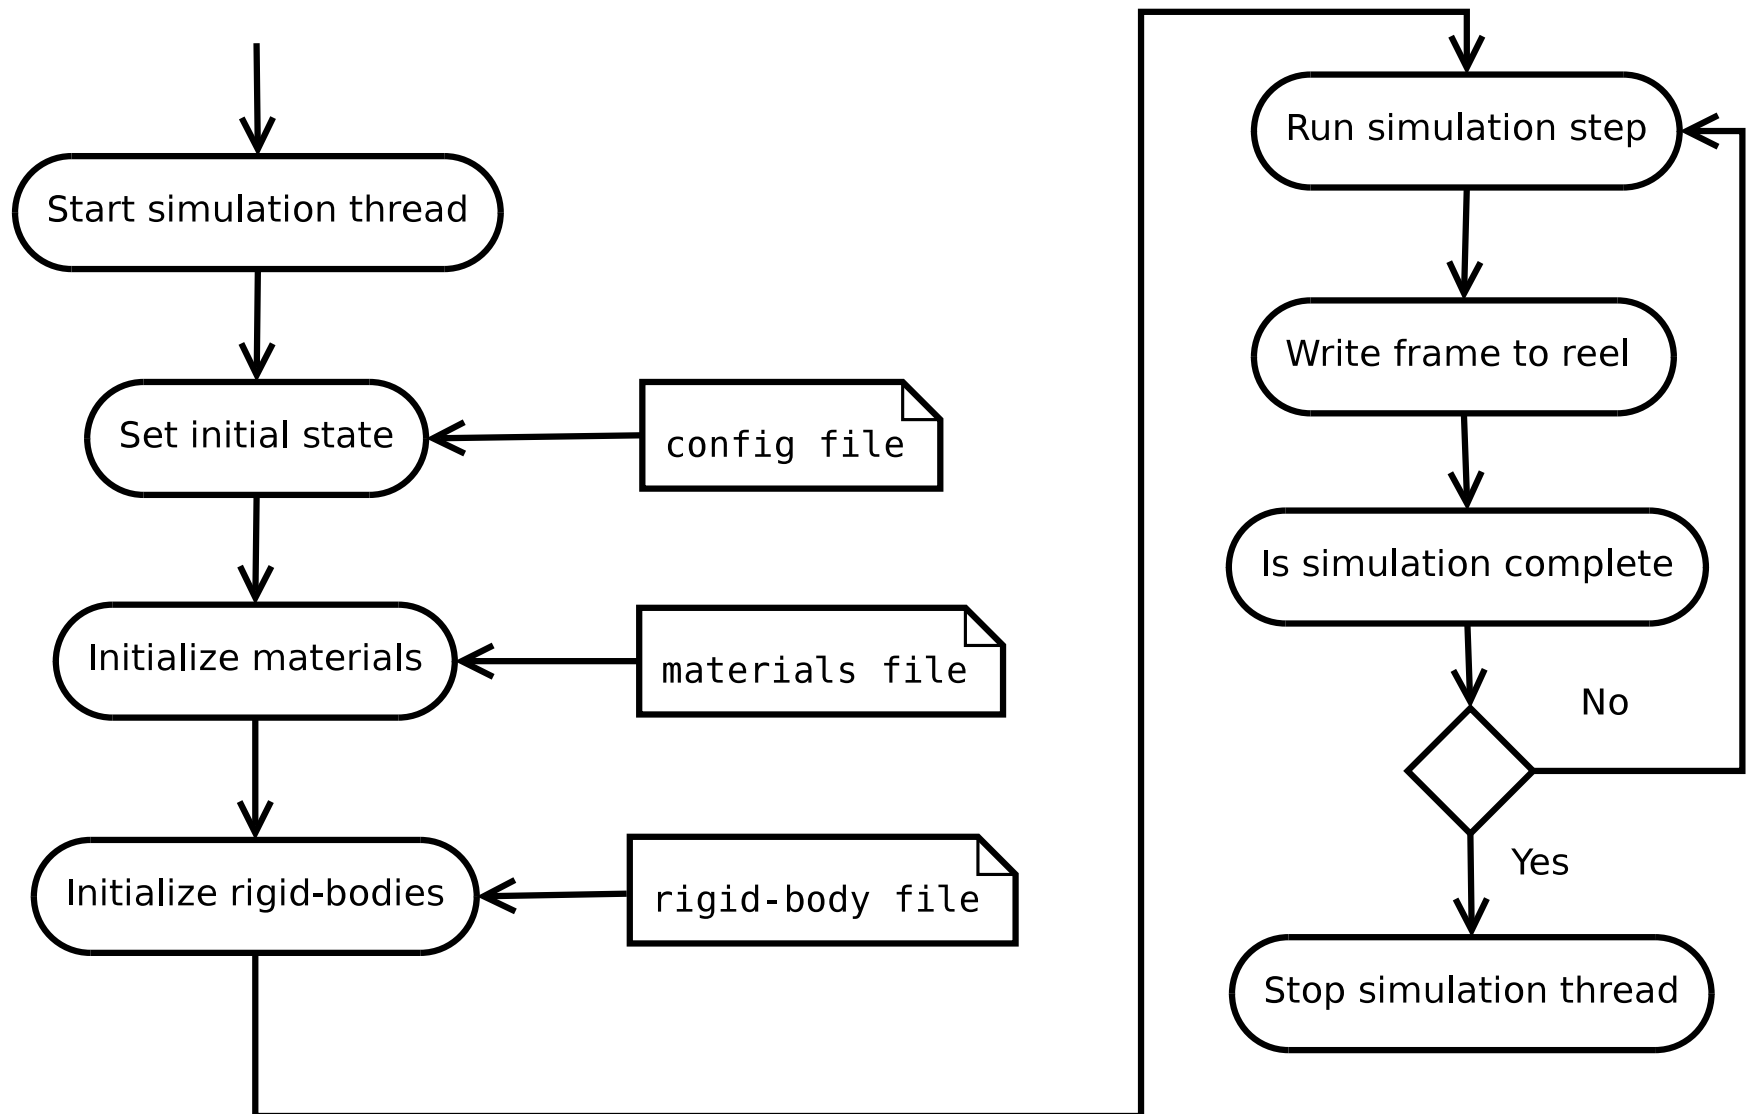 Start simulation thread
Set initial state
config file
Initialize materials
materials file
Initialize rigid-bodies
rigid-body file
Run simulation step
Write frame to reel
Is simulation complete
No
Yes
Stop simulation thread